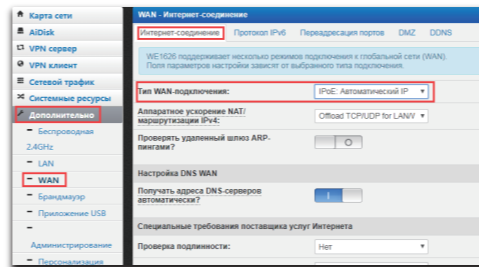 Карта сети
AiDisk
VPN сервер
VPN клиент
Сетевой трафик
Системные ресурсы
Дополнительно
Беспроводная
2.4GHz
LAN
WAN
Брандмауэр
Приложение USB
Администрирование
Персонализация
WAN - Интернет-соединение
Интернет-соединение Протокол IPv6 Переадресация портов DMZ DDNS
WE1626 поддерживает несколько режимов подключения к глобальной сети (WAN).
Поля параметров настройки зависят от выбранного типа подключения.
Тип WAN-подключения: IPoE: Автоматический IP
Аппаратное ускорение NAT/ Offload TCP/UDP for LAN/V
маршрутизации IPv4:
Проверять удаленный шлюз ARP-
пингами?
Настройка DNS WAN
Получать адреса DNS-серверов
автоматически?
Специальные требования поставщика услуг Интернета
Проверка подлинности: Нет